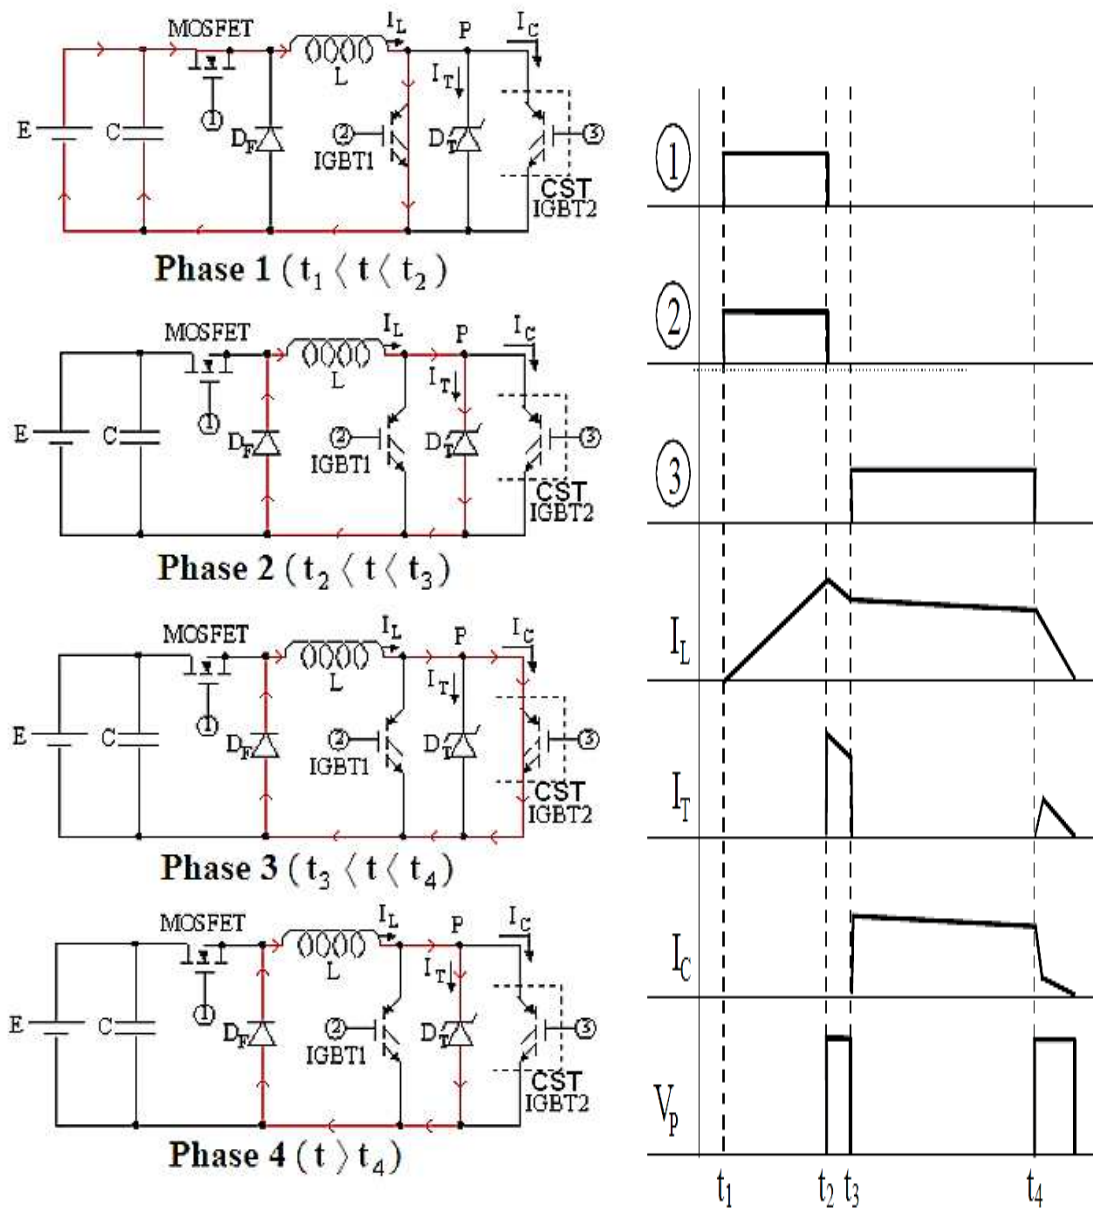 MOSFET
I_L P I_C
L I_T
E C ① D_F ② D_T ③
IGBT1
CST
IGBT2
Phase 1 ( t₁ ⟨ t ⟨ t₂ )
MOSFET
I_L P I_C
L I_T
E C ① D_F ② D_T ③
IGBT1
CST
IGBT2
Phase 2 ( t₂ ⟨ t ⟨ t₃ )
MOSFET
I_L P I_C
L I_T
E C ① D_F ② D_T ③
IGBT1
CST
IGBT2
Phase 3 ( t₃ ⟨ t ⟨ t₄ )
MOSFET
I_L P I_C
L I_T
E C ① D_F ② D_T ③
IGBT1
CST
IGBT2
Phase 4 ( t ⟩ t₄ )
①
②
③
I_L
I_T
I_C
V_P
t₁ t₂ t₃ t₄